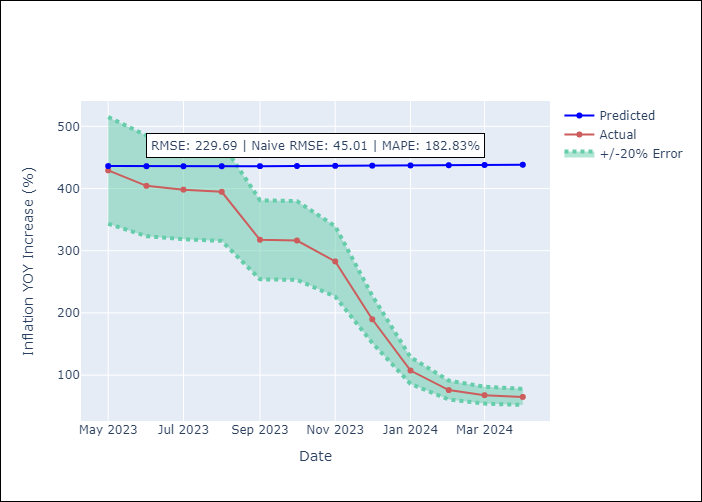 Predicted
Actual
+/-20% Error
RMSE: 229.69 | Naive RMSE: 45.01 | MAPE: 182.83%
Inflation YOY Increase (%)
500
400
300
200
100
May 2023 Jul 2023 Sep 2023 Nov 2023 Jan 2024 Mar 2024
Date